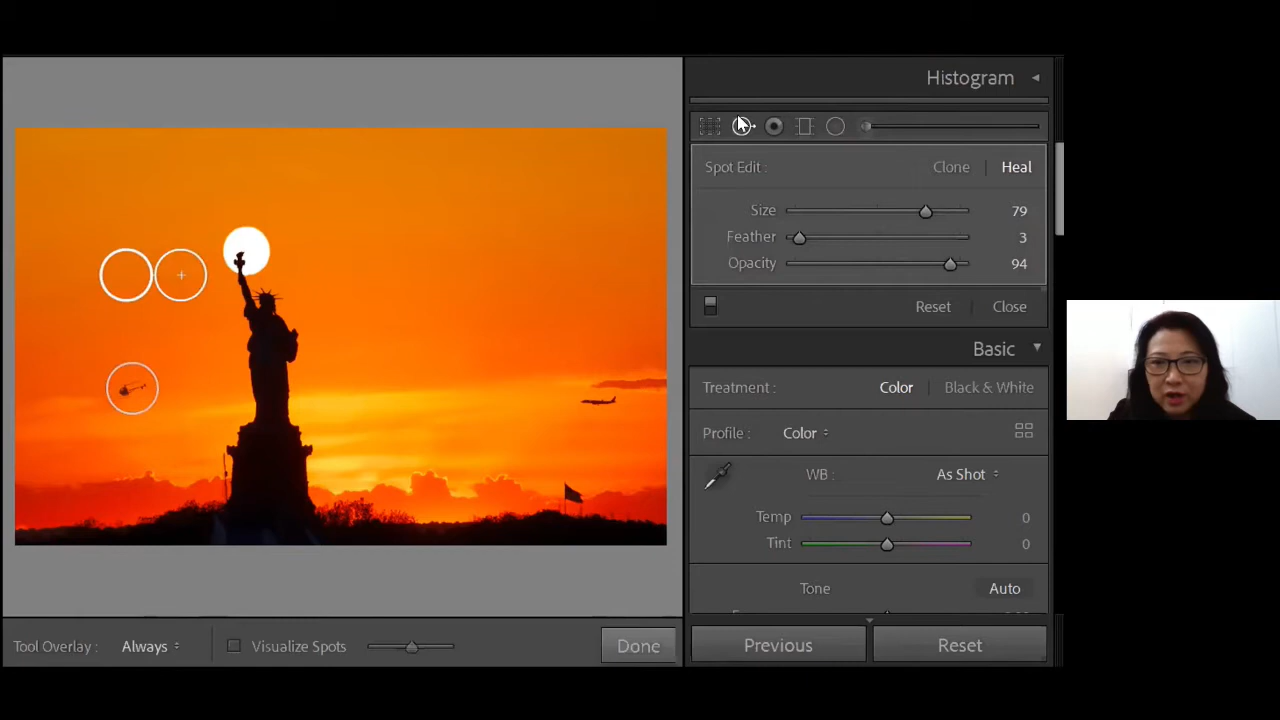 Histogram
Spot Edit : Clone Heal
Size 79
Feather 3
Opacity 94
Reset Close
Basic
Treatment : Color Black & White
Profile : Color
WB : As Shot
Temp 0
Tint 0
Tone Auto
Tool Overlay : Always Visualize Spots Done
Previous Reset